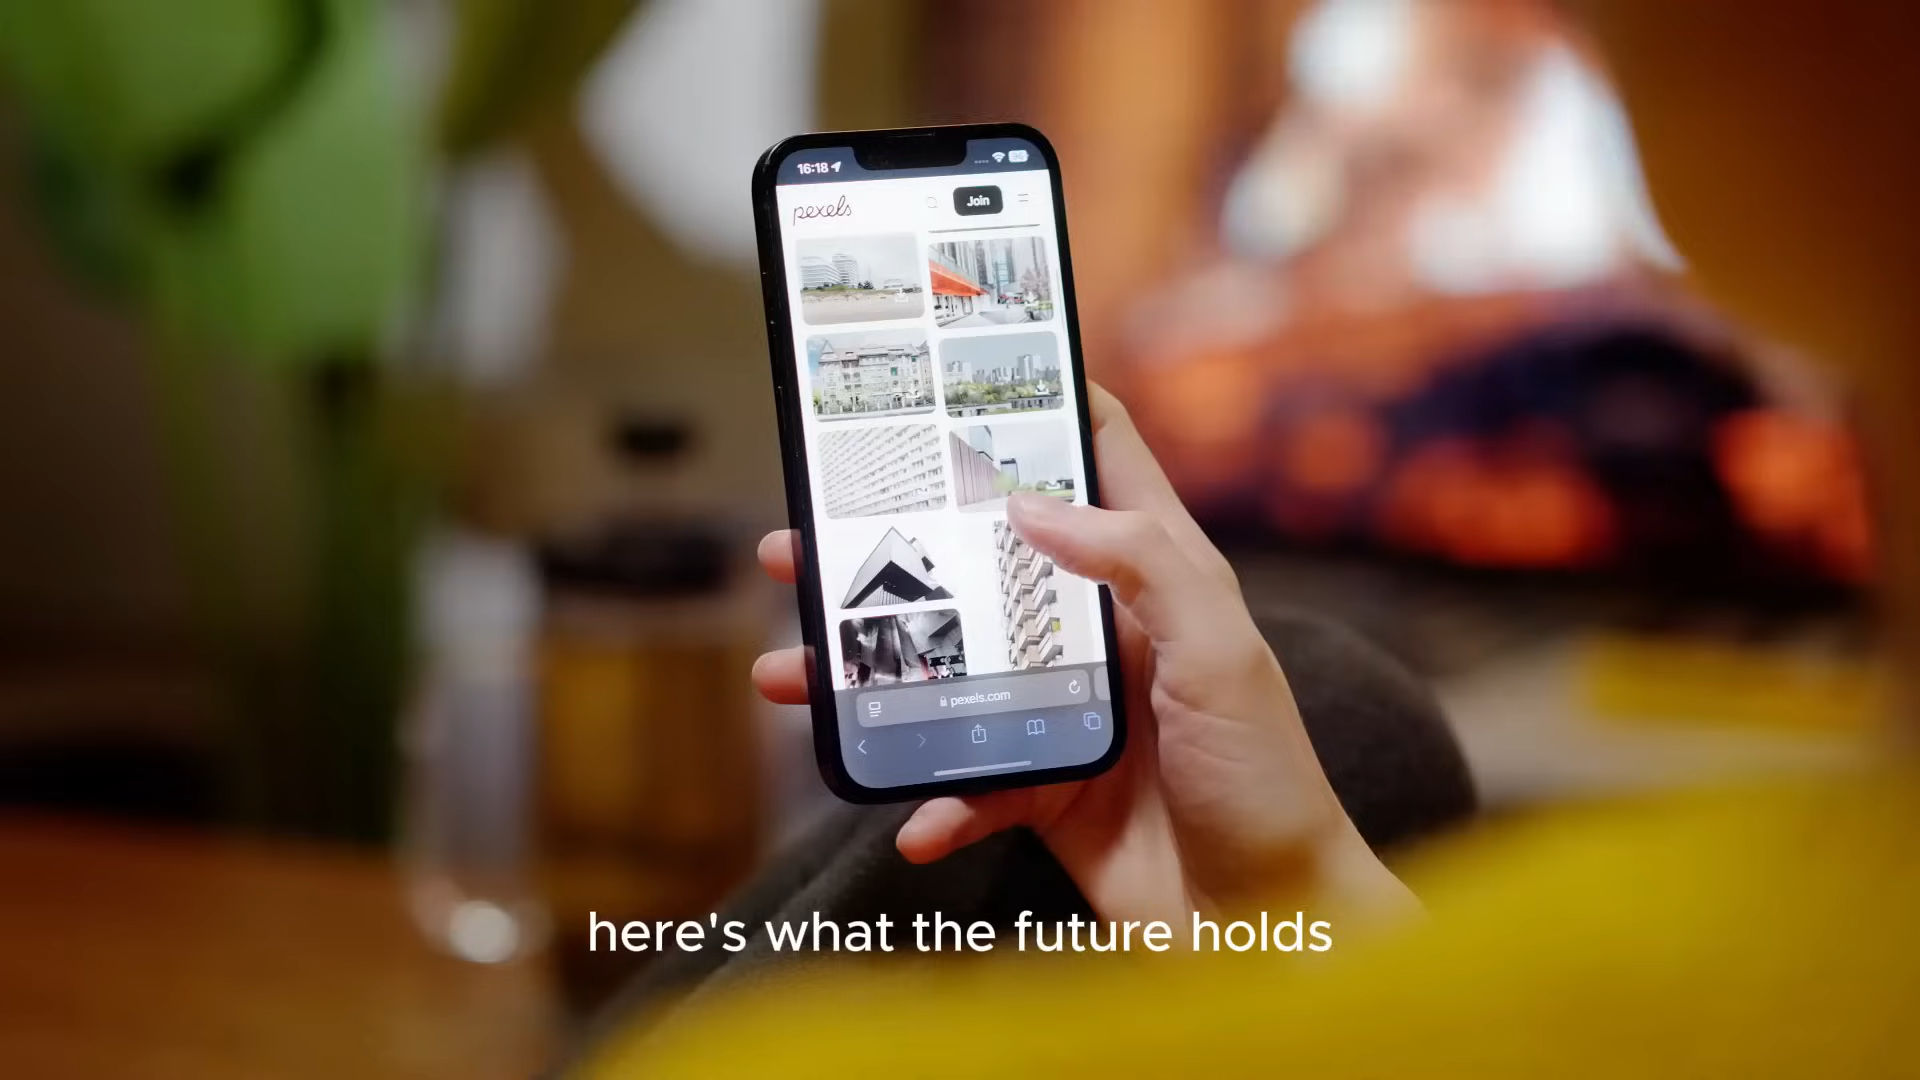 16:18
pexels
Join
pexels.com
here's what the future holds